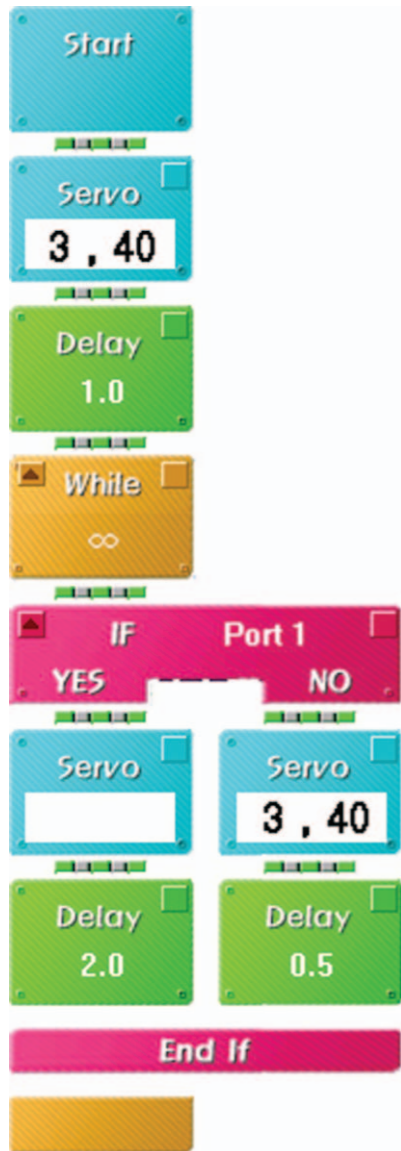 Start
Servo
3 , 40
Delay
1.0
While
∞
IF Port 1
YES NO
Servo Servo
3 , 40
Delay Delay
2.0 0.5
End If